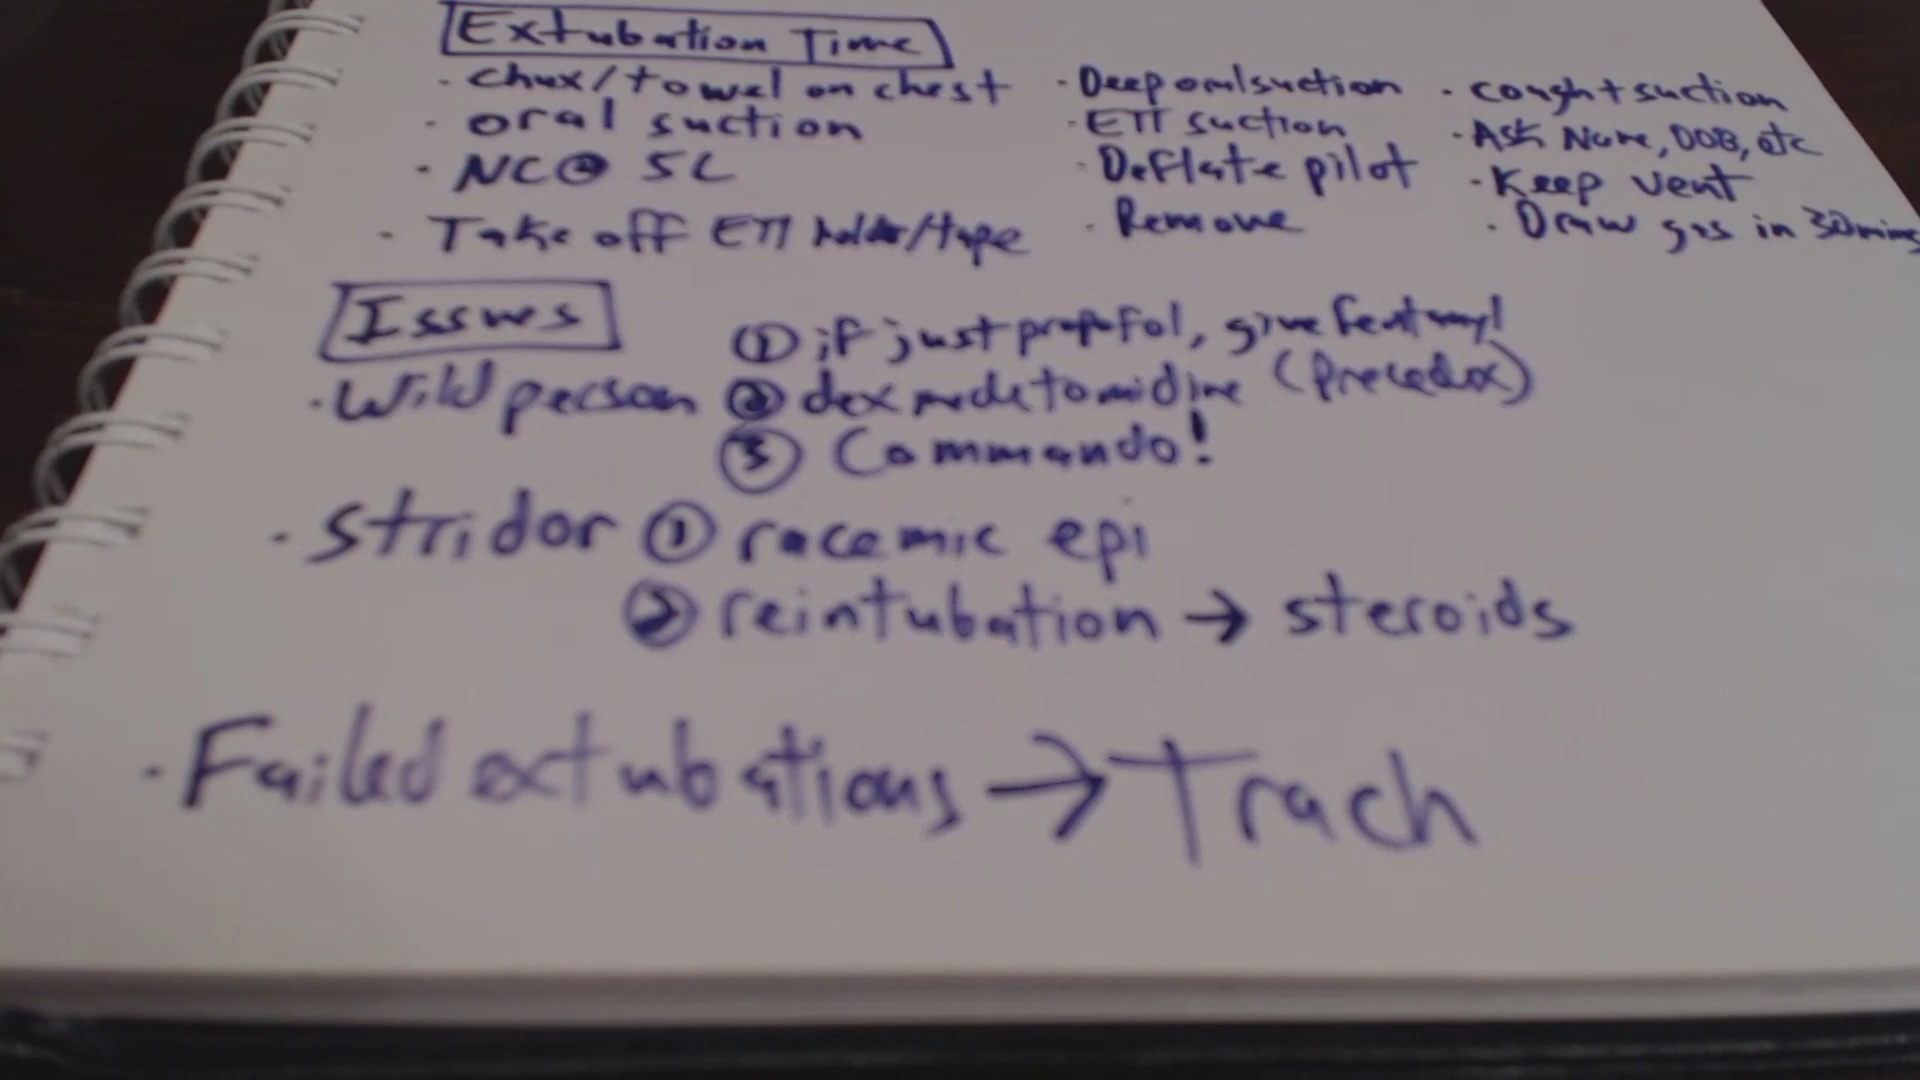 Extubation Time
· Chux/towel on chest
· oral suction
· NC@ 5L
· Take off ETT holder/tape
· Deep oral suction
· ETT suction
· Deflate pilot
· Remove
· cough + suction
· Ask Name, DOB, etc
· Keep vent
· Draw gas in 30mins
Issues
· Wild person ① if just propofol, give fentanyl
② dexmedetomidine (Precedex)
③ Commando!
· Stridor ① racemic epi
② reintubation → steroids
· Failed extubations → Trach